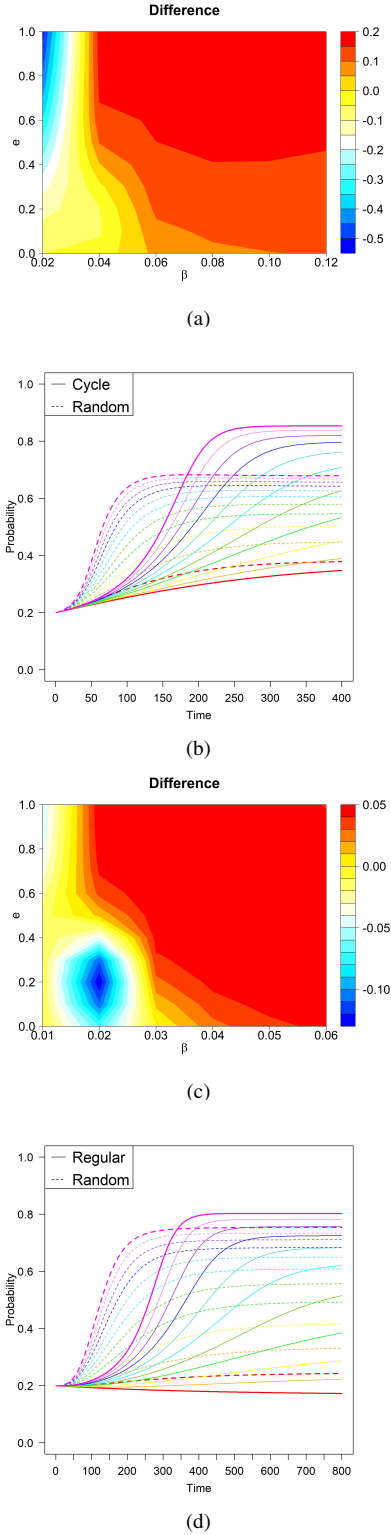 Difference
1.0
0.8
0.6
0.4
0.2
0.0
e
0.02 0.04 0.06 0.08 0.10 0.12
β
0.2
0.1
0.0
-0.1
-0.2
-0.3
-0.4
-0.5
(a)
Cycle
Random
1.0
0.8
0.6
0.4
0.2
0.0
Probability
0 50 100 150 200 250 300 350 400
Time
(b)
Difference
1.0
0.8
0.6
0.4
0.2
0.0
e
0.01 0.02 0.03 0.04 0.05 0.06
β
0.05
0.00
-0.05
-0.10
(c)
Regular
Random
1.0
0.8
0.6
0.4
0.2
0.0
Probability
0 100 200 300 400 500 600 700 800
Time
(d)